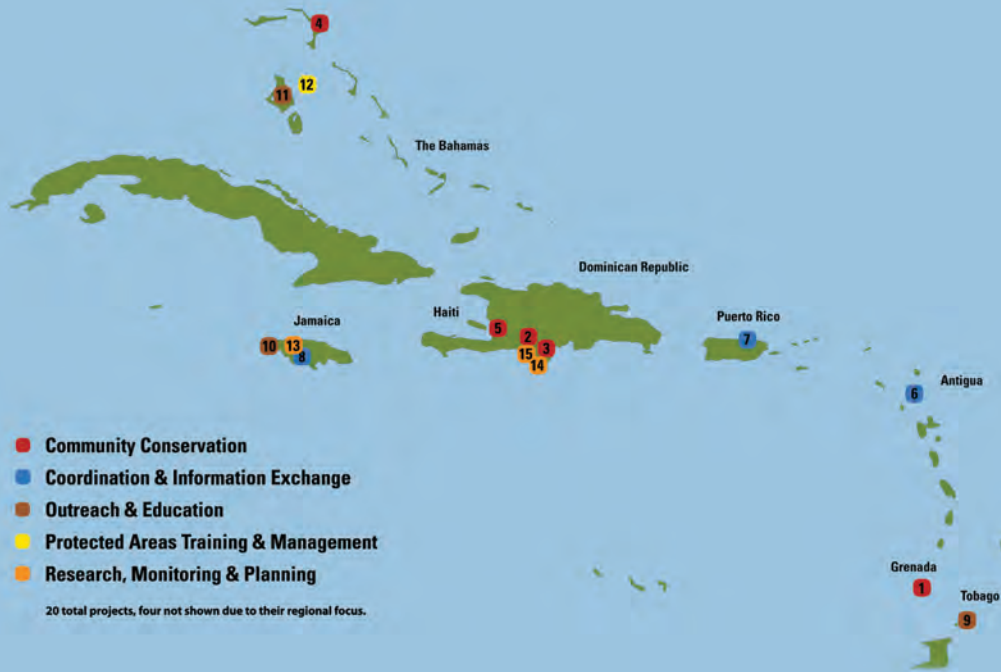 4
12
11
The Bahamas
Dominican Republic
Haiti
Puerto Rico
Jamaica
5
2
7
10
13
3
8
15
14
6
Antigua
Community Conservation
Coordination & Information Exchange
Outreach & Education
Protected Areas Training & Management
Research, Monitoring & Planning
Grenada
1
Tobago
9
20 total projects, four not shown due to their regional focus.